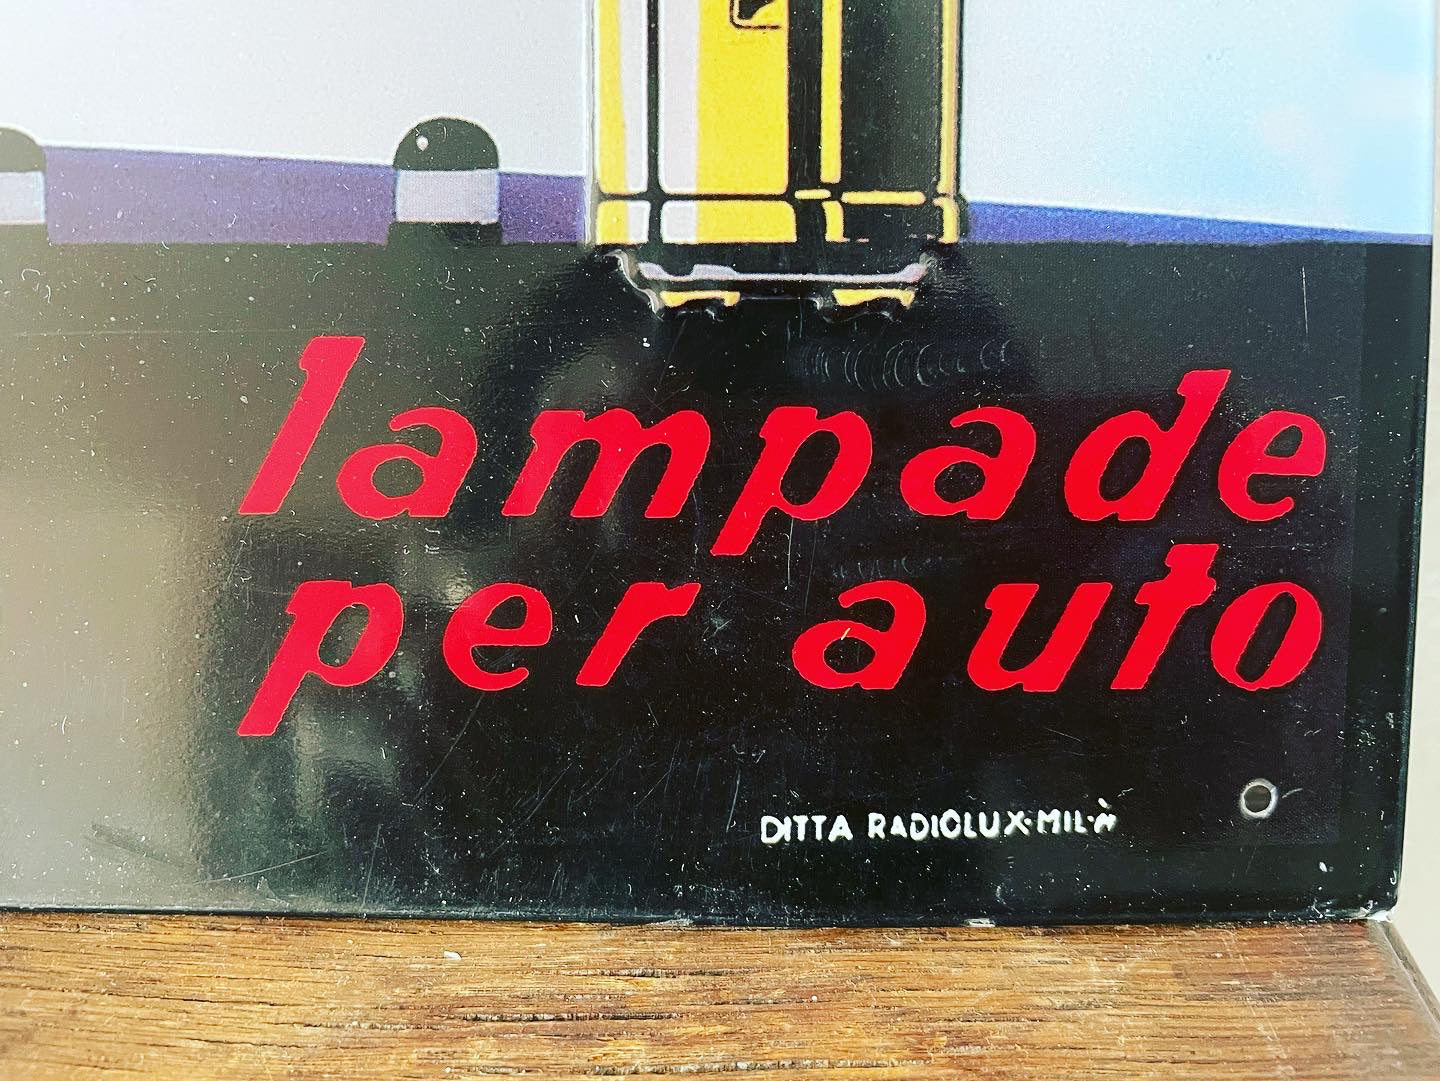 lampade
per auto
DITTA RADIOLUX·MIL·